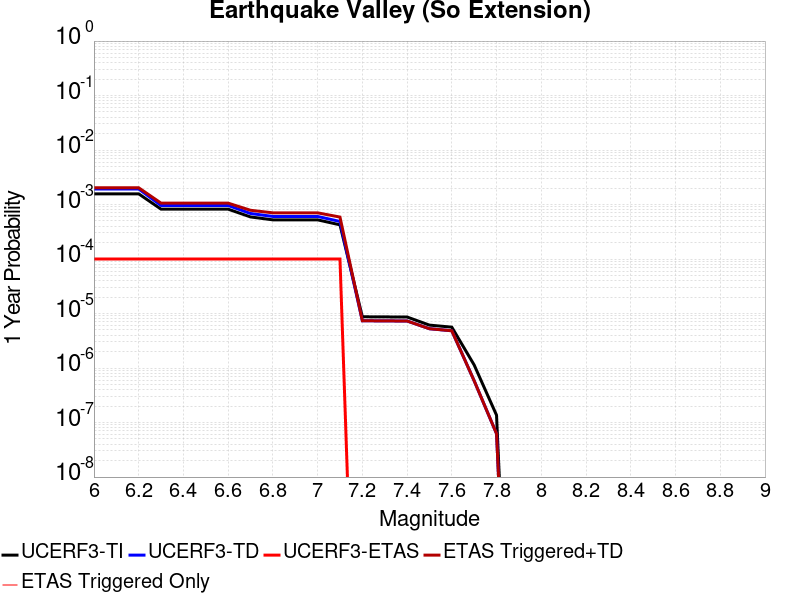 Earthquake Valley (So Extension)
1 Year Probability
10^0
10^-1
10^-2
10^-3
10^-4
10^-5
10^-6
10^-7
10^-8
6 6.2 6.4 6.6 6.8 7 7.2 7.4 7.6 7.8 8 8.2 8.4 8.6 8.8 9
Magnitude
UCERF3-TI UCERF3-TD UCERF3-ETAS ETAS Triggered+TD
ETAS Triggered Only